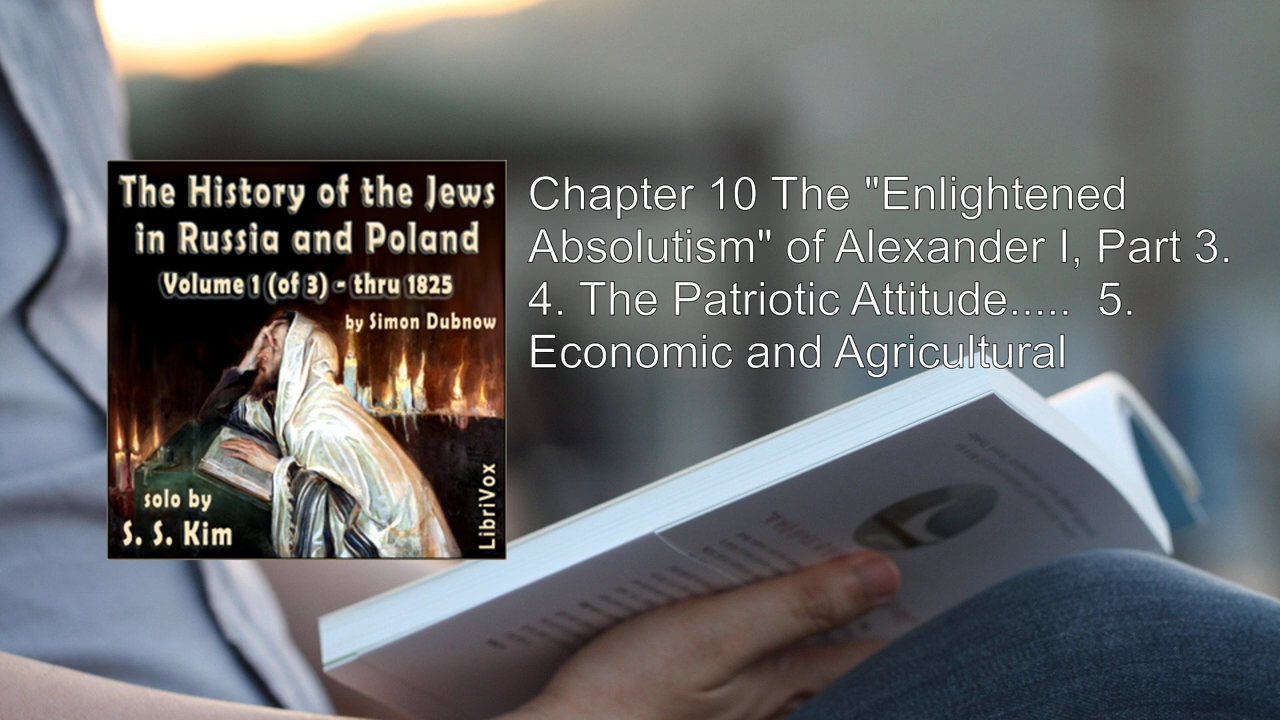 The History of the Jews
in Russia and Poland
Volume 1 (of 3) - thru 1825
by Simon Dubnow
solo by
S. S. Kim
LibriVox
Chapter 10 The "Enlightened
Absolutism" of Alexander I, Part 3.
4. The Patriotic Attitude.....  5.
Economic and Agricultural